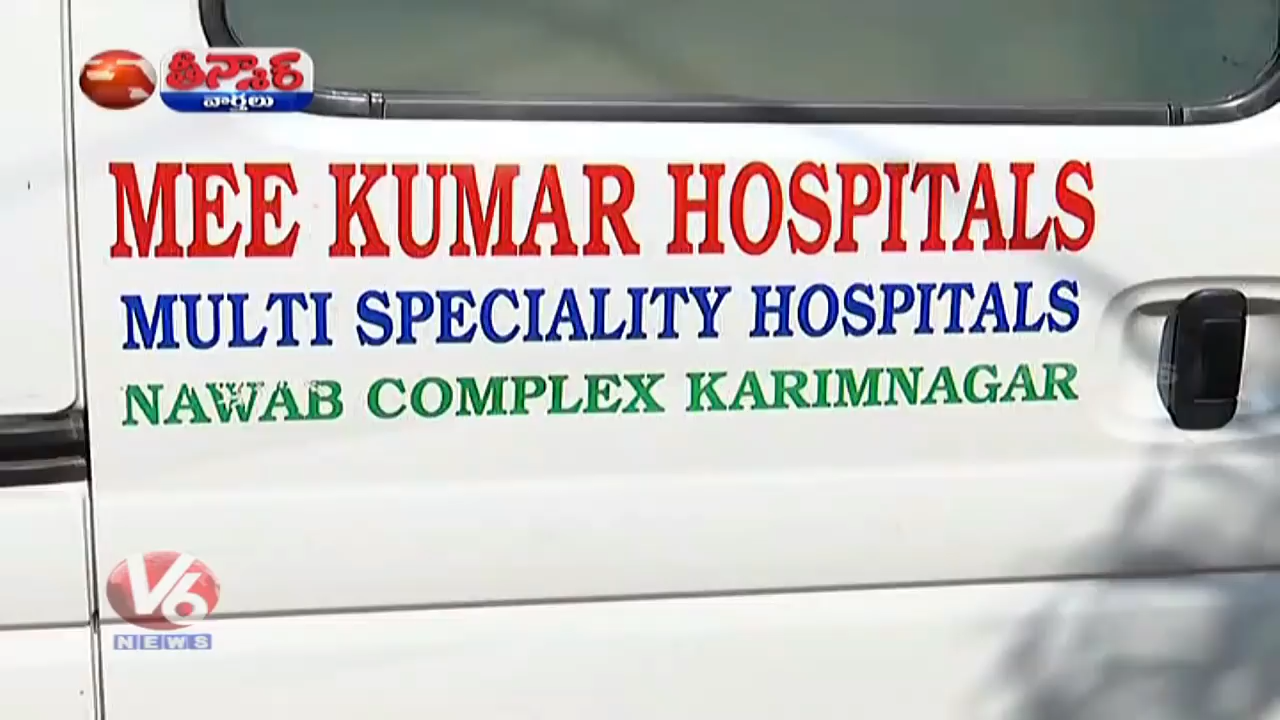 తీన్మార్
వార్తలు
MEE KUMAR HOSPITALS
MULTI SPECIALITY HOSPITALS
NAWAB COMPLEX KARIMNAGAR
V6
NEWS